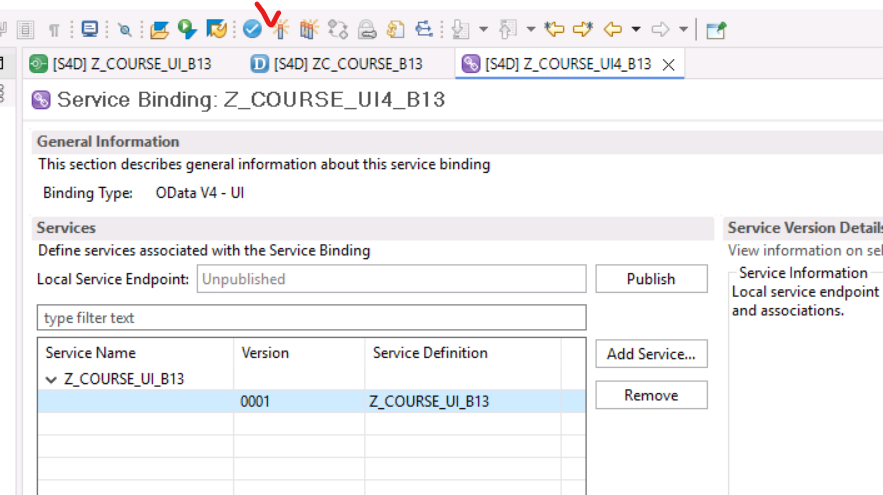 [S4D] Z_COURSE_UI_B13
[S4D] ZC_COURSE_B13
[S4D] Z_COURSE_UI4_B13
Service Binding: Z_COURSE_UI4_B13
General Information
This section describes general information about this service binding
Binding Type: OData V4 - UI
Services
Define services associated with the Service Binding
Local Service Endpoint: Unpublished
Publish
type filter text
Service Name Version Service Definition
Z_COURSE_UI_B13
0001 Z_COURSE_UI_B13
Add Service...
Remove
Service Version Details
View information on sel
Service Information
Local service endpoint
and associations.